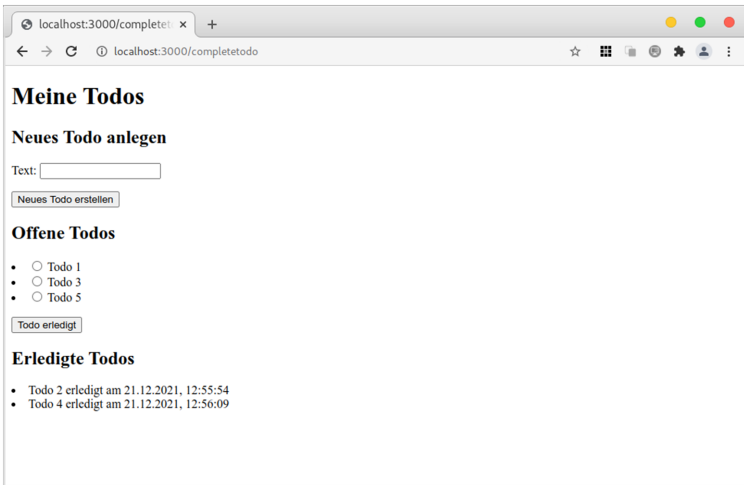 localhost:3000/complete
localhost:3000/completetodo
Meine Todos
Neues Todo anlegen
Text:
Neues Todo erstellen
Offene Todos
Todo 1
Todo 3
Todo 5
Todo erledigt
Erledigte Todos
Todo 2 erledigt am 21.12.2021, 12:55:54
Todo 4 erledigt am 21.12.2021, 12:56:09